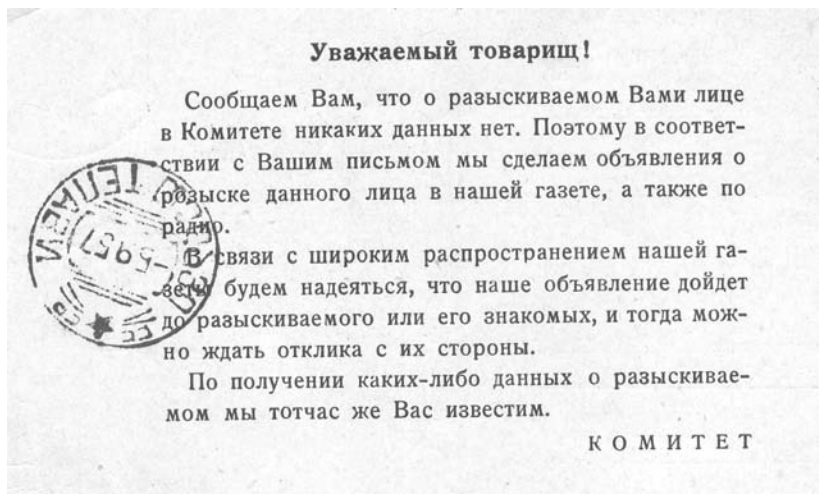 Уважаемый товарищ!
Сообщаем Вам, что о разыскиваемом Вами лице
в Комитете никаких данных нет. Поэтому в соответ-
ствии с Вашим письмом мы сделаем объявления о
розыске данного лица в нашей газете, а также по
радио.
В связи с широким распространением нашей га-
зеты будем надеяться, что наше объявление дойдет
до разыскиваемого или его знакомых, и тогда мож-
но ждать отклика с их стороны.
По получении каких-либо данных о разыскивае-
мом мы тотчас же Вас известим.
КОМИТЕТ
ТЕЛАВИ
-5957